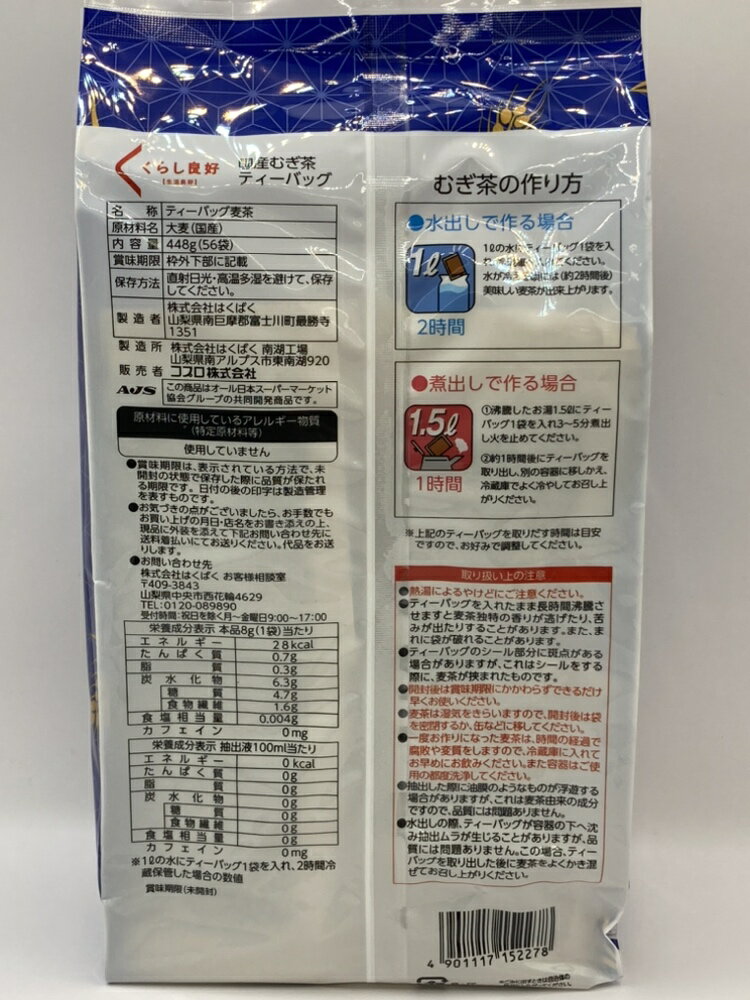 くらし良好
【生活良好】
国産むぎ茶
ティーバッグ
名称 ティーバッグ麦茶
原材料名 大麦(国産)
内容量 448g(56袋)
賞味期限 枠外下部に記載
保存方法 直射日光・高温多湿を避けて、保存
してください。
製造者 株式会社はくばく
山梨県南巨摩郡富士川町最勝寺
1351
製造所 株式会社はくばく 南湖工場
山梨県南アルプス市東南湖920
販売者 コプロ株式会社
AJS この商品はオール日本スーパーマーケット
協会グループの共同開発商品です。
原材料に使用しているアレルギー物質
(特定原材料等)
使用していません
●賞味期限は、表示されている方法で、未
開封の状態で保存した際に品質が保たれ
る期限です。日付の後の印字は製造管理
を表すものです。
●お気づきの点がございましたら、お手数でも
お買い上げの月日・店名をお書き添えの上、
現品に外装を添えて下記お問い合わせ先に
送料着払いにてお送りください。代品をお送
りします。
●お問い合わせ先
株式会社はくばく お客様相談室
〒409-3843
山梨県中央市西花輪4629
TEL:0120-089890
受付時間:祝日を除く月〜金曜日9:00〜17:00
栄養成分表示 本品8g(1袋)当たり
エネルギー 28kcal
たんぱく質 0.7g
脂質 0.3g
炭水化物 6.3g
糖質 4.7g
食物繊維 1.6g
食塩相当量 0.004g
カフェイン 0mg
栄養成分表示 抽出液100ml当たり
エネルギー 0kcal
たんぱく質 0g
脂質 0g
炭水化物 0g
糖質 0g
食物繊維 0g
食塩相当量 0g
カフェイン 0mg
※1ℓの水にティーバッグ1袋を入れ、2時間冷
蔵保管した場合の数値
賞味期限(未開封)
むぎ茶の作り方
●水出しで作る場合
1ℓ
2時間
1ℓの水にティーバッグ1袋を入
れ
水が(約2時間後)
美味しい麦茶が出来上がります。
●煮出しで作る場合
1.5ℓ
1時間
①沸騰したお湯1.5ℓにティー
バッグ1袋を入れ3〜5分煮出
し火を止めてください。
②約1時間後にティーバッグを
取り出し、別の容器に移しかえ、
冷蔵庫でよく冷やしてお召し上
がりください。
※上記のティーバッグを取りだす時間は目安
ですので、お好みで調整してください。
取り扱い上の注意
●熱湯によるやけどにご注意ください。
●ティーバッグを入れたまま長時間沸騰さ
せますと麦茶独特の香りが逃げたり、苦
みが出たりすることがあります。また、ま
れに袋が破れることがあります。
●ティーバッグのシール部分に斑点がある
場合がありますが、これはシールをする
際に、麦茶が挟まれたものです。
●開封後は賞味期限にかかわらずできるだけ
早くお使いください。
●麦茶は湿気をきらいますので、開封後は袋
を密閉するか、缶などに移してください。
●一度お作りになった麦茶は、時間の経過で
腐敗や変質をしますので、冷蔵庫に入れて
お早めにお飲みください。また容器はご使
用の都度洗浄してください。
●抽出した際に油膜のようなものが浮遊する
場合がありますが、これは麦茶由来の成分
ですので、品質には問題ありません。
●水出しの際、ティーバッグが容器の下へ沈
み抽出ムラが生じることがありますが、品
質には問題ありません。この場合、ティー
バッグを取り出した後に麦茶をよくかき混
ぜてお召し上がりください。
4 901117 152278